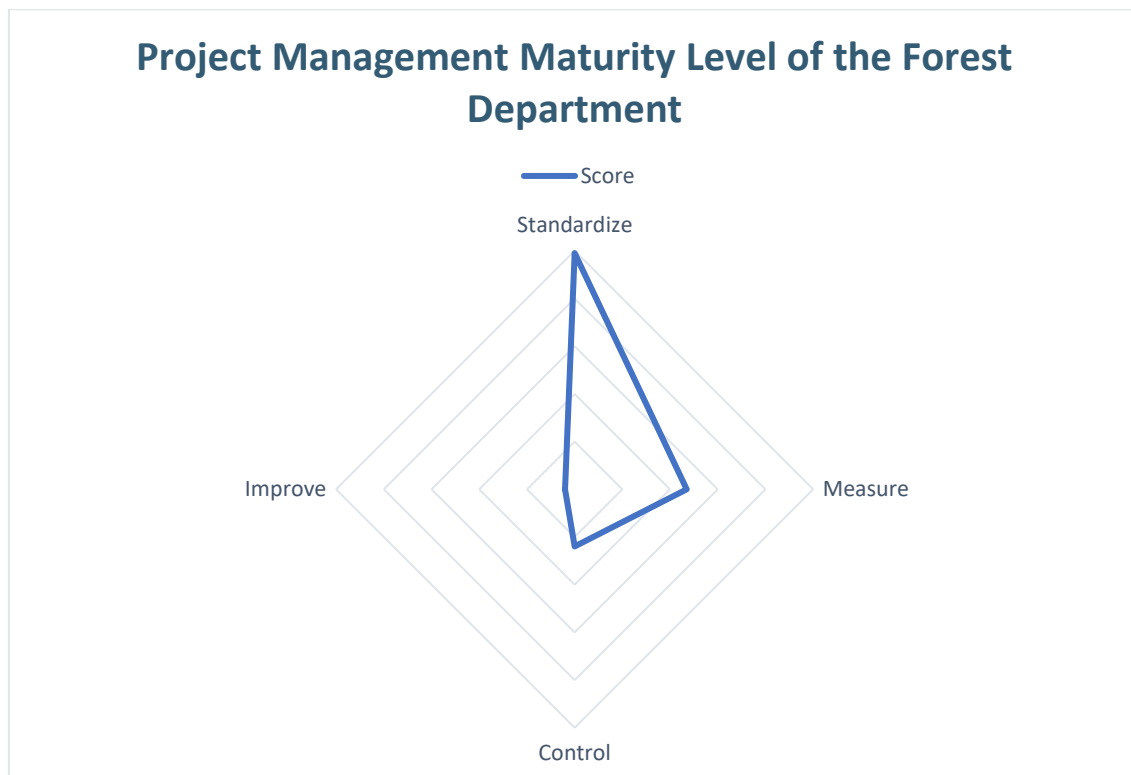 Project Management Maturity Level of the Forest
Department
Score
Standardize
Improve
Measure
Control